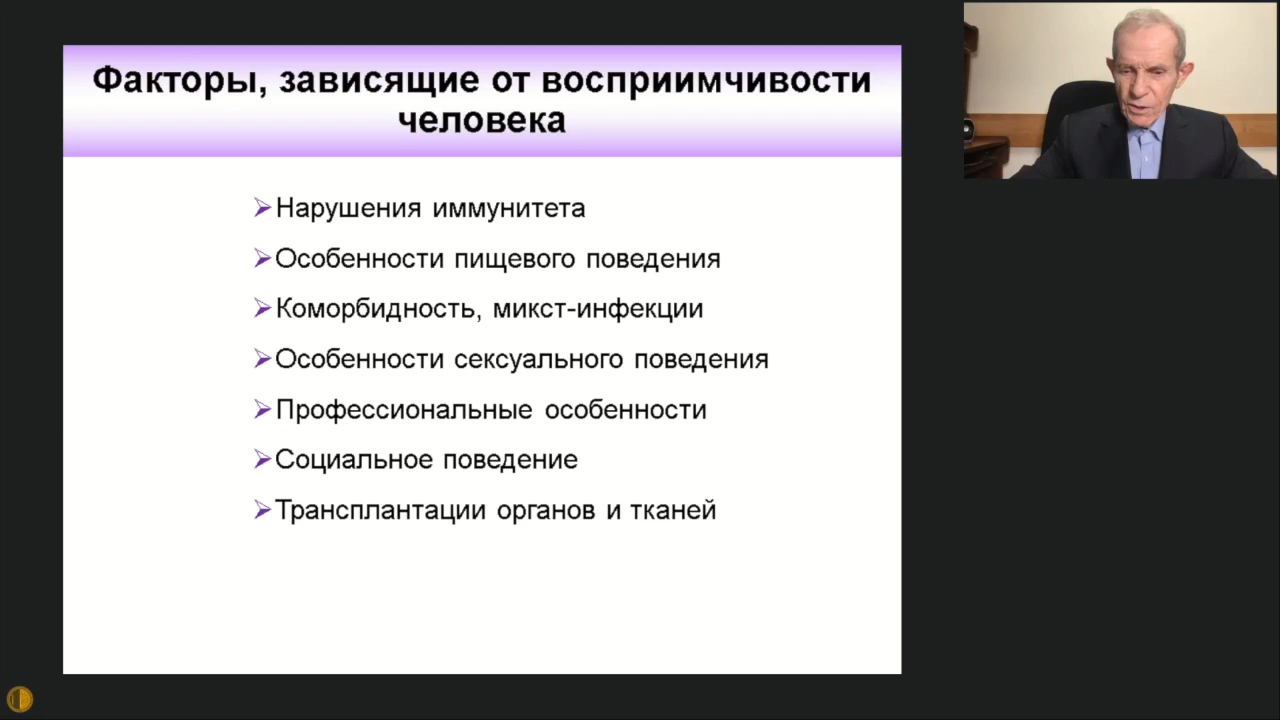 Факторы, зависящие от восприимчивости
человека
Нарушения иммунитета
Особенности пищевого поведения
Коморбидность, микст-инфекции
Особенности сексуального поведения
Профессиональные особенности
Социальное поведение
Трансплантации органов и тканей